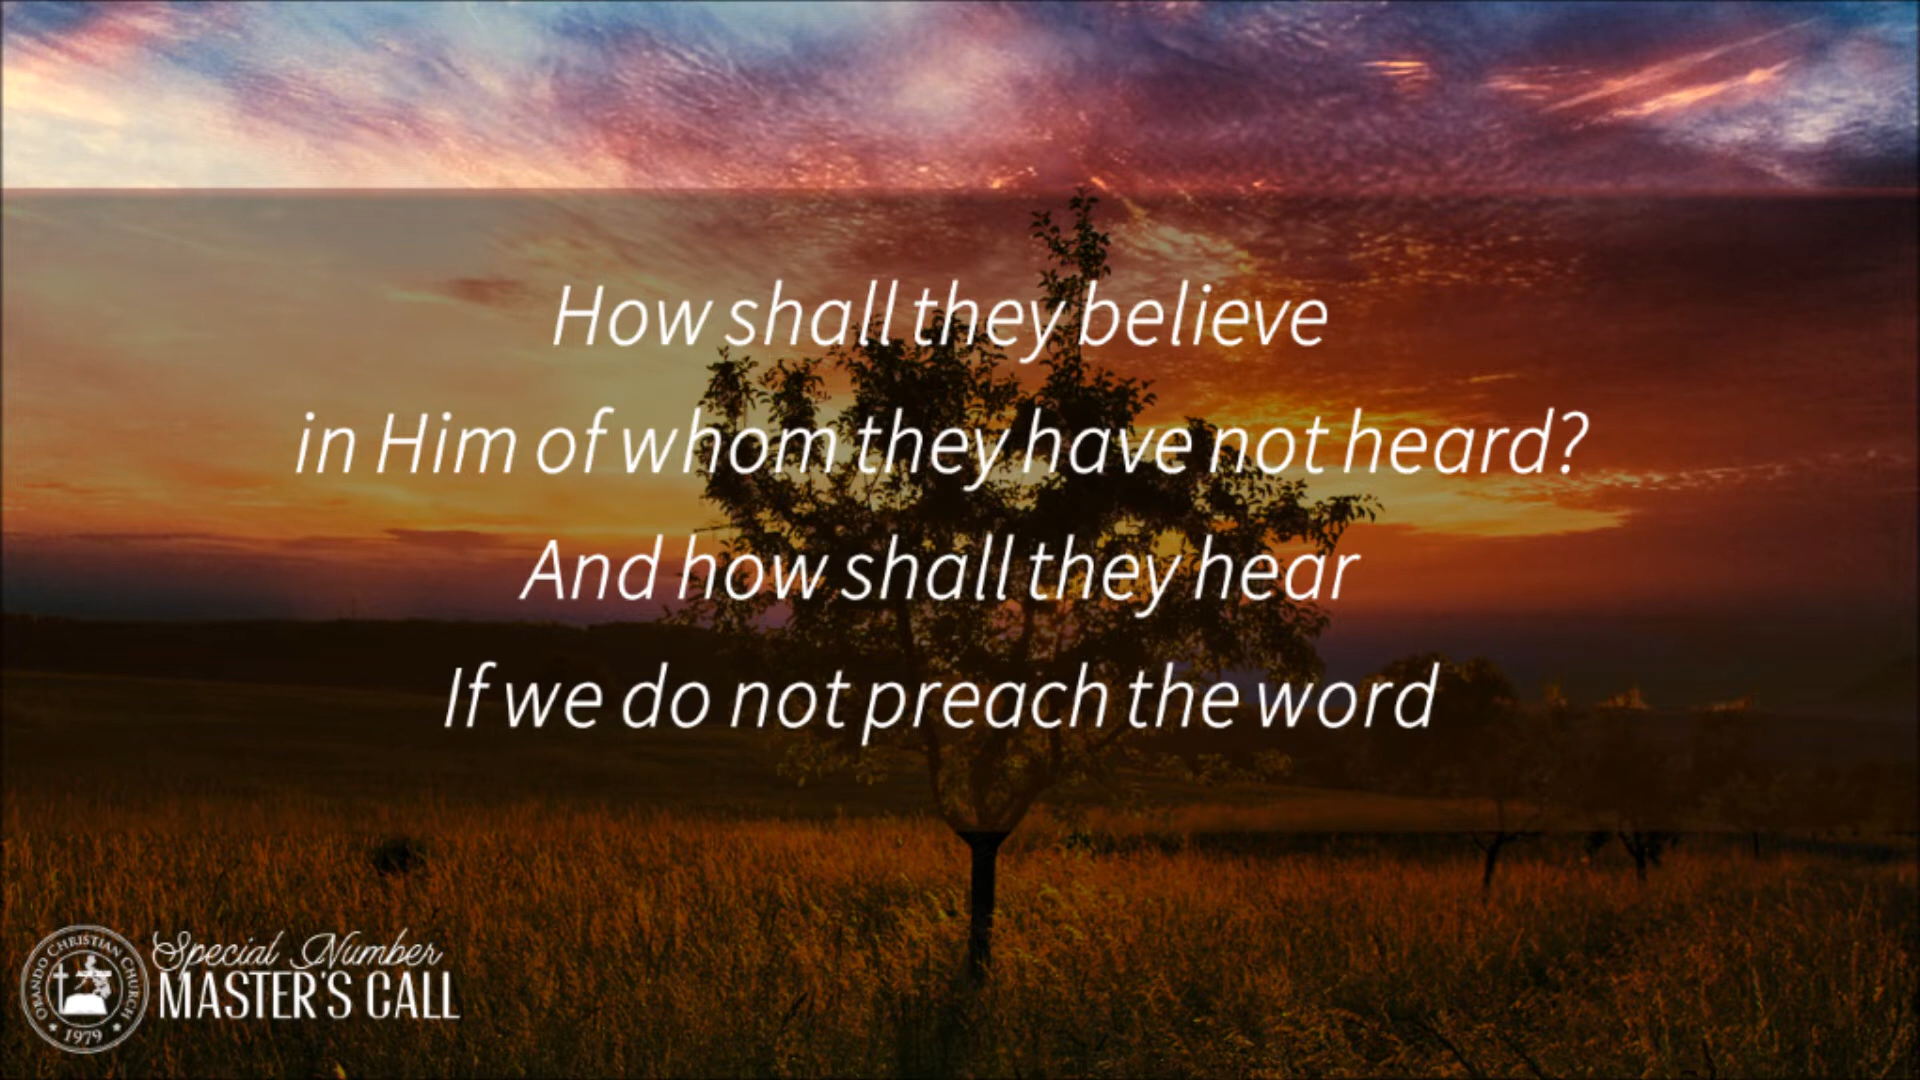 How shall they believe
in Him of whom they have not heard?
And how shall they hear
If we do not preach the word
OBANDO CHRISTIAN CHURCH
1979
Special Number
MASTER'S CALL